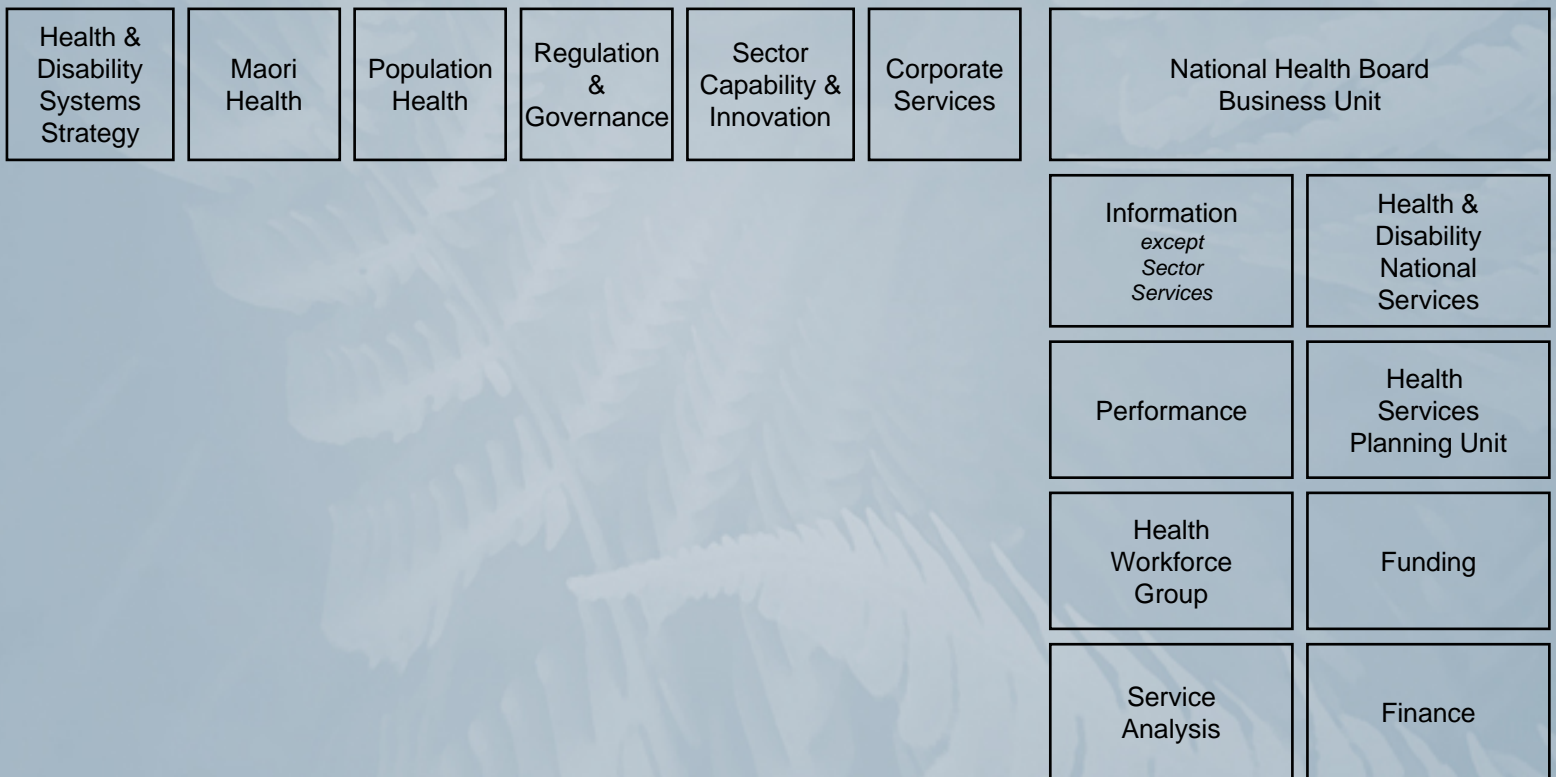 Health &
Disability
Systems
Strategy
Maori
Health
Population
Health
Regulation
&
Governance
Sector
Capability &
Innovation
Corporate
Services
National Health Board
Business Unit
Information
except
Sector
Services
Health &
Disability
National
Services
Performance
Health
Services
Planning Unit
Health
Workforce
Group
Funding
Service
Analysis
Finance